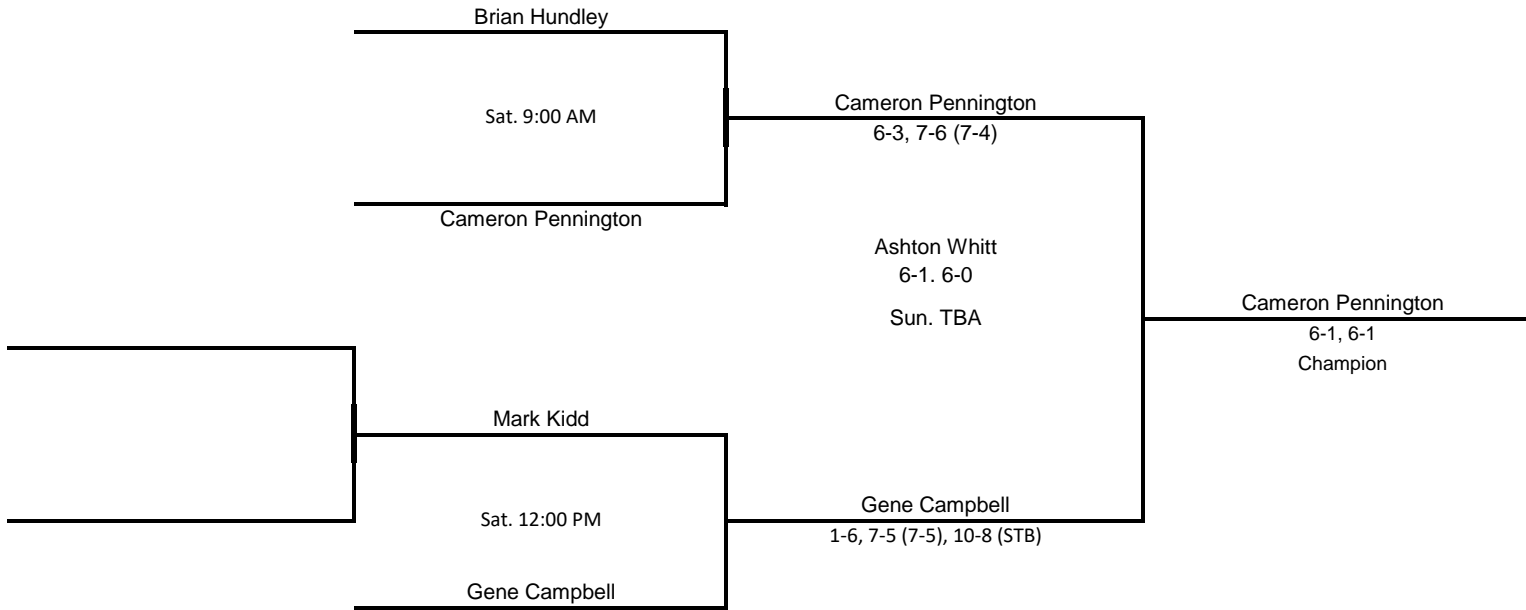 Brian Hundley
Sat. 9:00 AM
Cameron Pennington
6-3, 7-6 (7-4)
Cameron Pennington
Ashton Whitt
6-1. 6-0
Sun. TBA
Cameron Pennington
6-1, 6-1
Champion
Mark Kidd
Sat. 12:00 PM
Gene Campbell
1-6, 7-5 (7-5), 10-8 (STB)
Gene Campbell